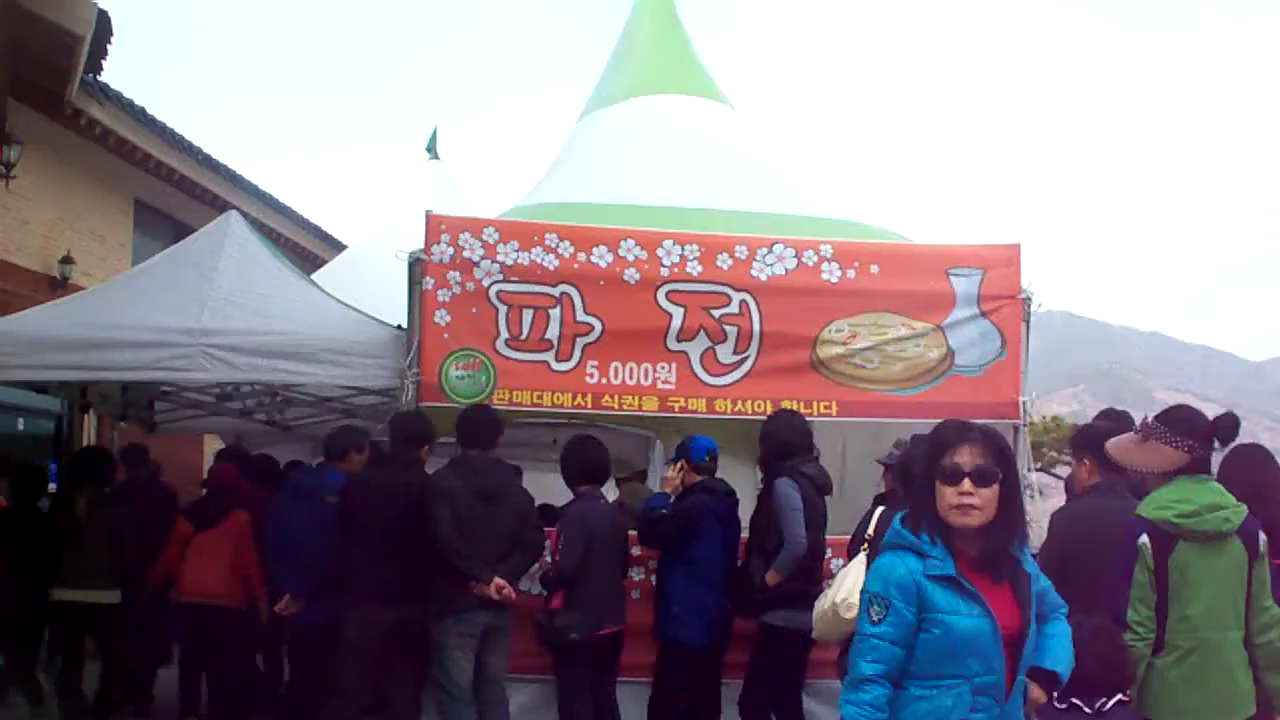 파 전
5.000원
판매대에서 식권을 구매 하셔야 합니다